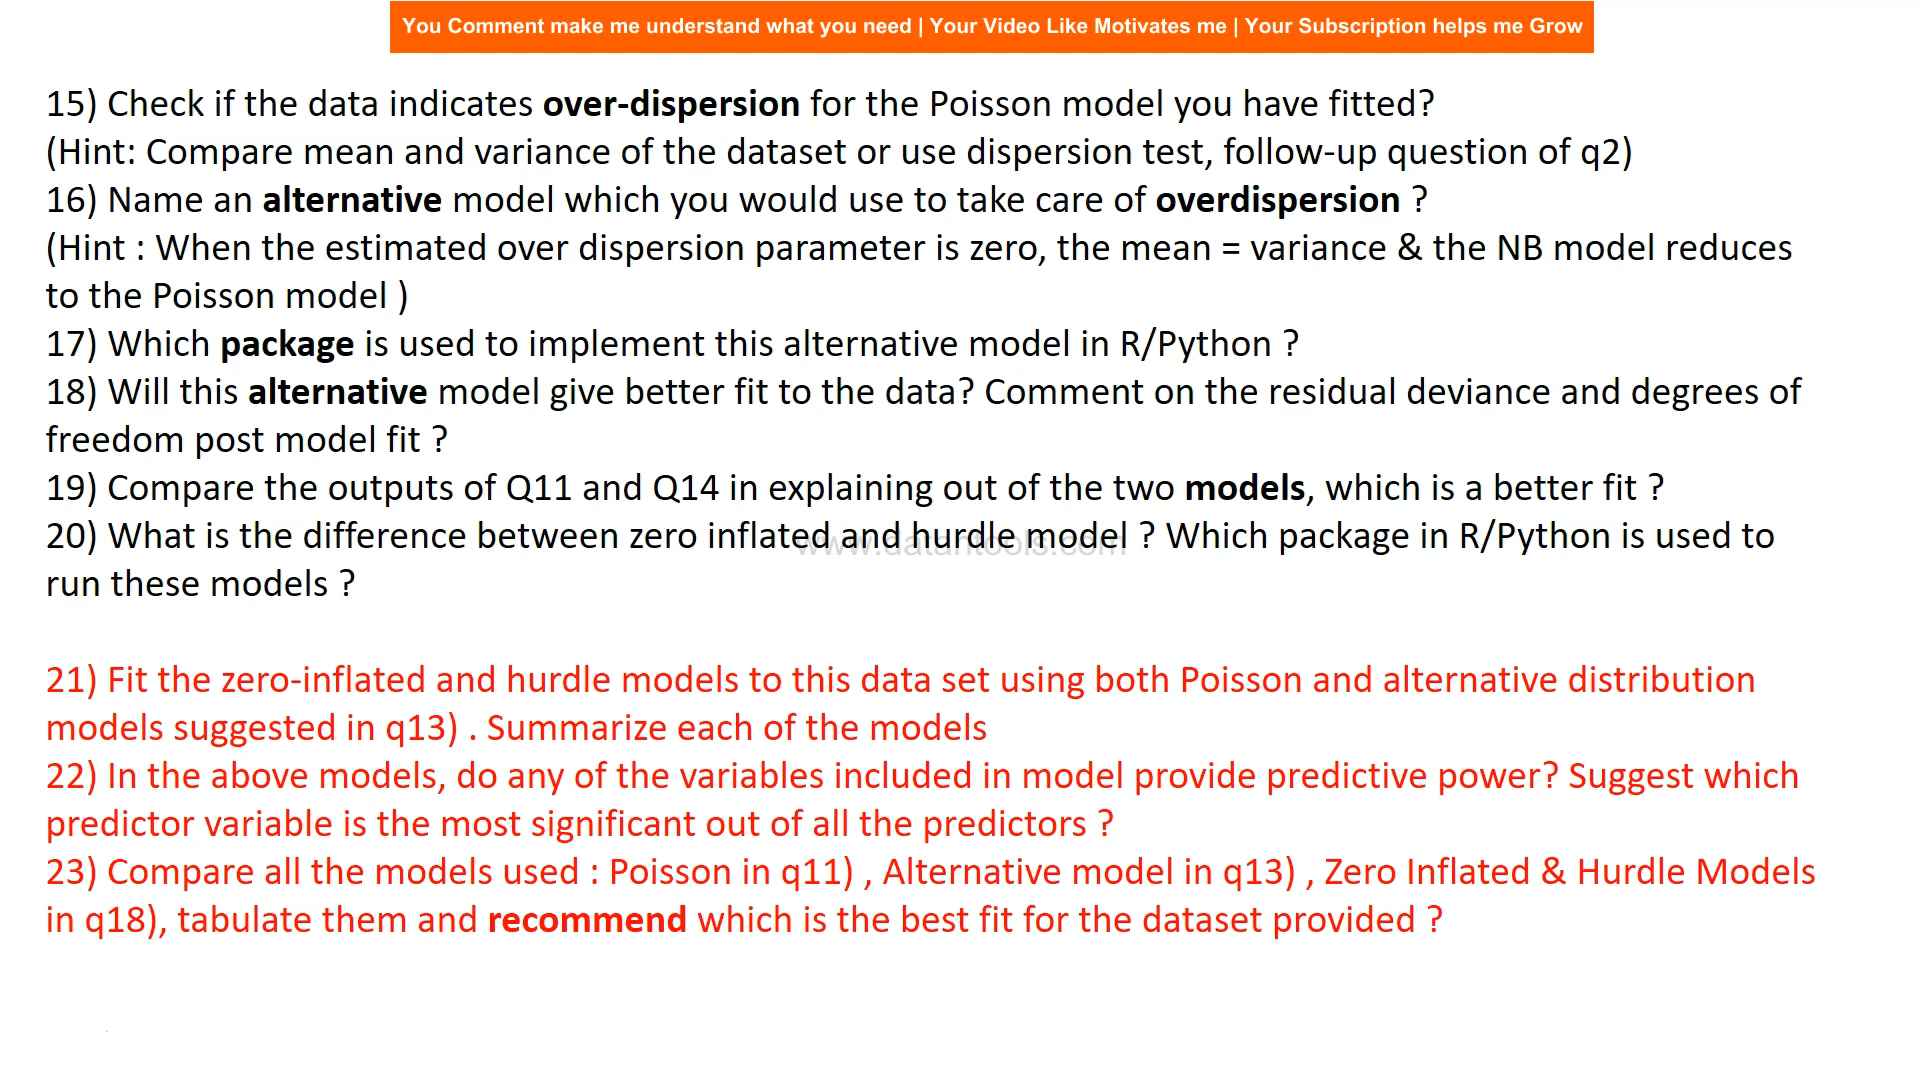 You Comment make me understand what you need | Your Video Like Motivates me | Your Subscription helps me Grow
15) Check if the data indicates over-dispersion for the Poisson model you have fitted?
(Hint: Compare mean and variance of the dataset or use dispersion test, follow-up question of q2)
16) Name an alternative model which you would use to take care of overdispersion ?
(Hint : When the estimated over dispersion parameter is zero, the mean = variance & the NB model reduces
to the Poisson model )
17) Which package is used to implement this alternative model in R/Python ?
18) Will this alternative model give better fit to the data? Comment on the residual deviance and degrees of
freedom post model fit ?
19) Compare the outputs of Q11 and Q14 in explaining out of the two models, which is a better fit ?
20) What is the difference between zero inflated and hurdle model ? Which package in R/Python is used to
www.datantools.com
run these models ?
21) Fit the zero-inflated and hurdle models to this data set using both Poisson and alternative distribution
models suggested in q13) . Summarize each of the models
22) In the above models, do any of the variables included in model provide predictive power? Suggest which
predictor variable is the most significant out of all the predictors ?
23) Compare all the models used : Poisson in q11) , Alternative model in q13) , Zero Inflated & Hurdle Models
in q18), tabulate them and recommend which is the best fit for the dataset provided ?